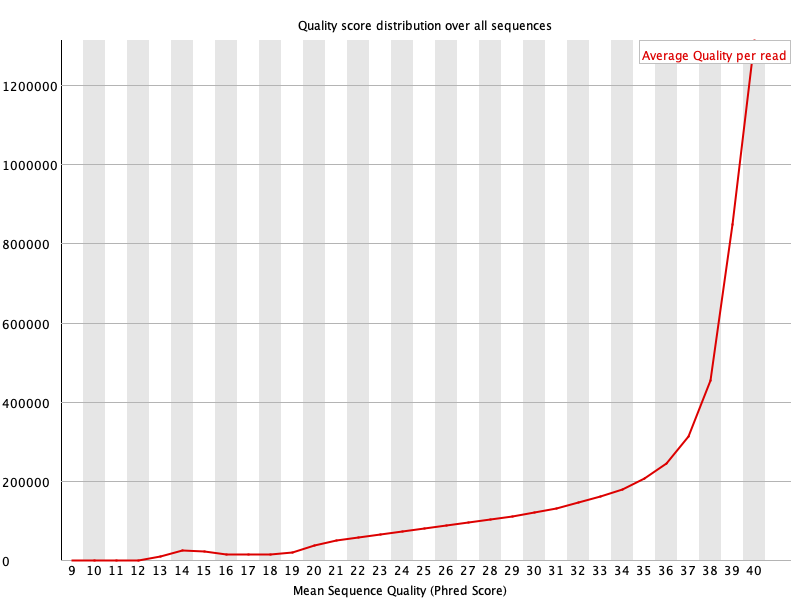 Quality score distribution over all sequences
Average Quality per read
1200000
1000000
800000
600000
400000
200000
0
9 10 11 12 13 14 15 16 17 18 19 20 21 22 23 24 25 26 27 28 29 30 31 32 33 34 35 36 37 38 39 40
Mean Sequence Quality (Phred Score)